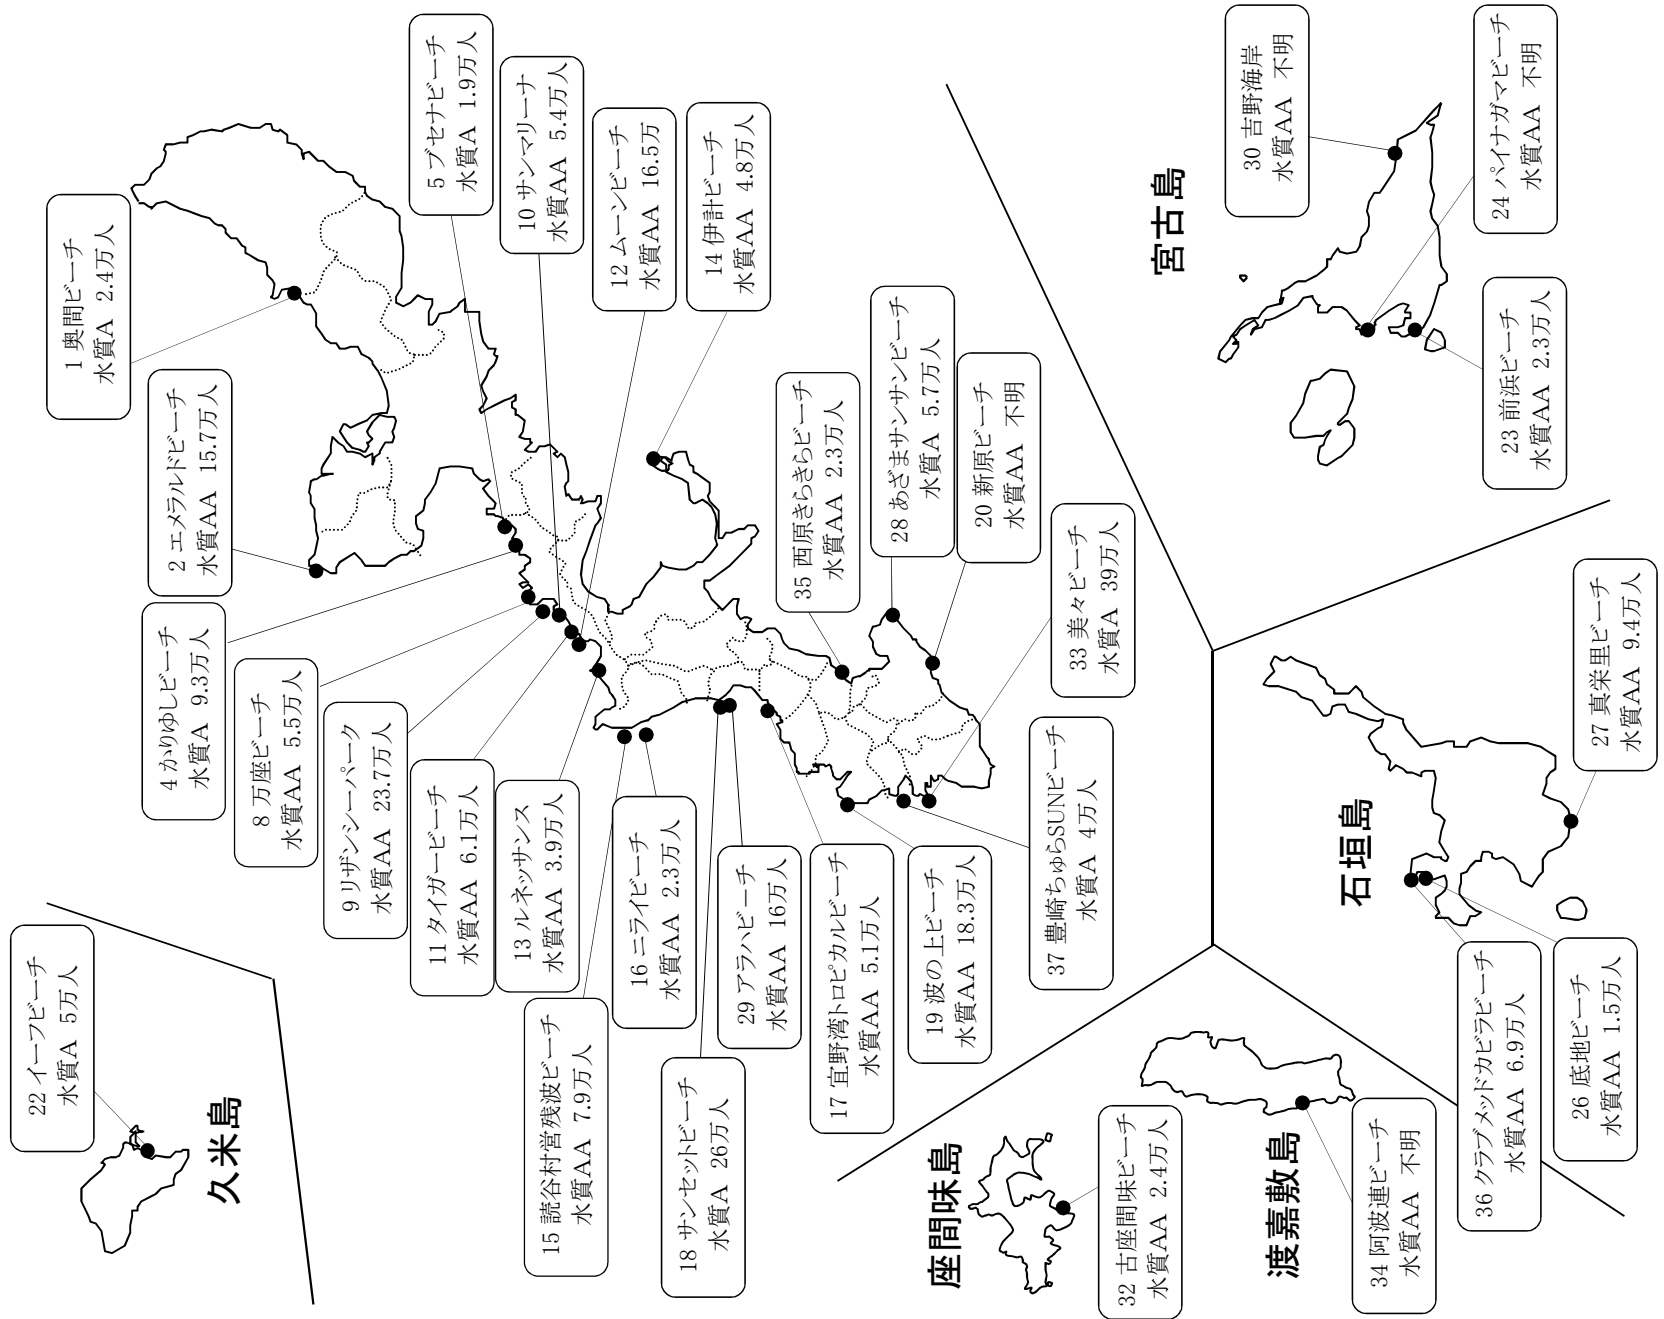 1 奥間ビーチ
水質A 2.4万人
2 エメラルドビーチ
水質AA 15.7万人
4 かりゆしビーチ
水質A 9.3万人
8 万座ビーチ
水質AA 5.5万人
9 リザンシーパーク
水質AA 23.7万人
11 タイガービーチ
水質AA 6.1万人
13 ルネッサンス
水質AA 3.9万人
15 読谷村営残波ビーチ
水質AA 7.9万人
16 ニライビーチ
水質AA 2.3万人
18 サンセットビーチ
水質A 26万人
29 アラハビーチ
水質AA 16万人
17 宜野湾トロピカルビーチ
水質AA 5.1万人
19 波の上ビーチ
水質AA 18.3万人
37 豊崎ちゅらSUNビーチ
水質A 4万人
33 美々ビーチ
水質A 39万人
5 ブセナビーチ
水質A 1.9万人
10 サンマリーナ
水質AA 5.4万人
12 ムーンビーチ
水質AA 16.5万
14 伊計ビーチ
水質AA 4.8万人
35 西原きらきらビーチ
水質AA 2.3万人
28 あざまサンサンビーチ
水質A 5.7万人
20 新原ビーチ
水質AA 不明
22 イーフビーチ
水質A 5万人
久米島
座間味島
32 古座間味ビーチ
水質AA 2.4万人
渡嘉敷島
34 阿波連ビーチ
水質AA 不明
宮古島
30 吉野海岸
水質AA 不明
24 パイナガマビーチ
水質AA 不明
23 前浜ビーチ
水質AA 2.3万人
石垣島
27 真栄里ビーチ
水質AA 9.4万人
36 クラブメッドカビラビーチ
水質AA 6.9万人
26 底地ビーチ
水質AA 1.5万人